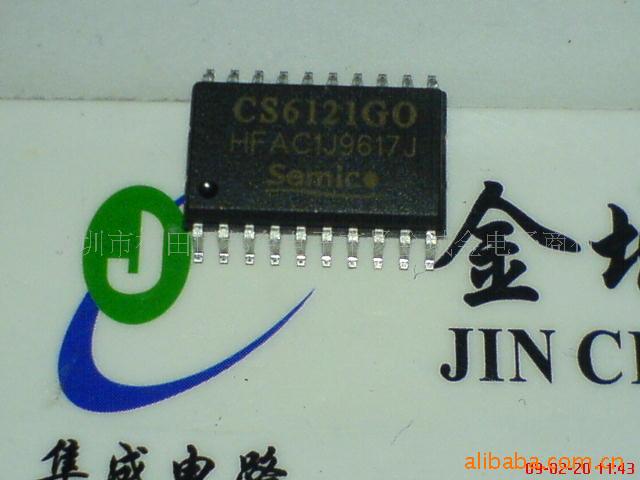 CS6121GO
HFAC1J9617J
Semic
J
金
JIN
集成电路
alibaba.com.cn
09-02-20 11:43